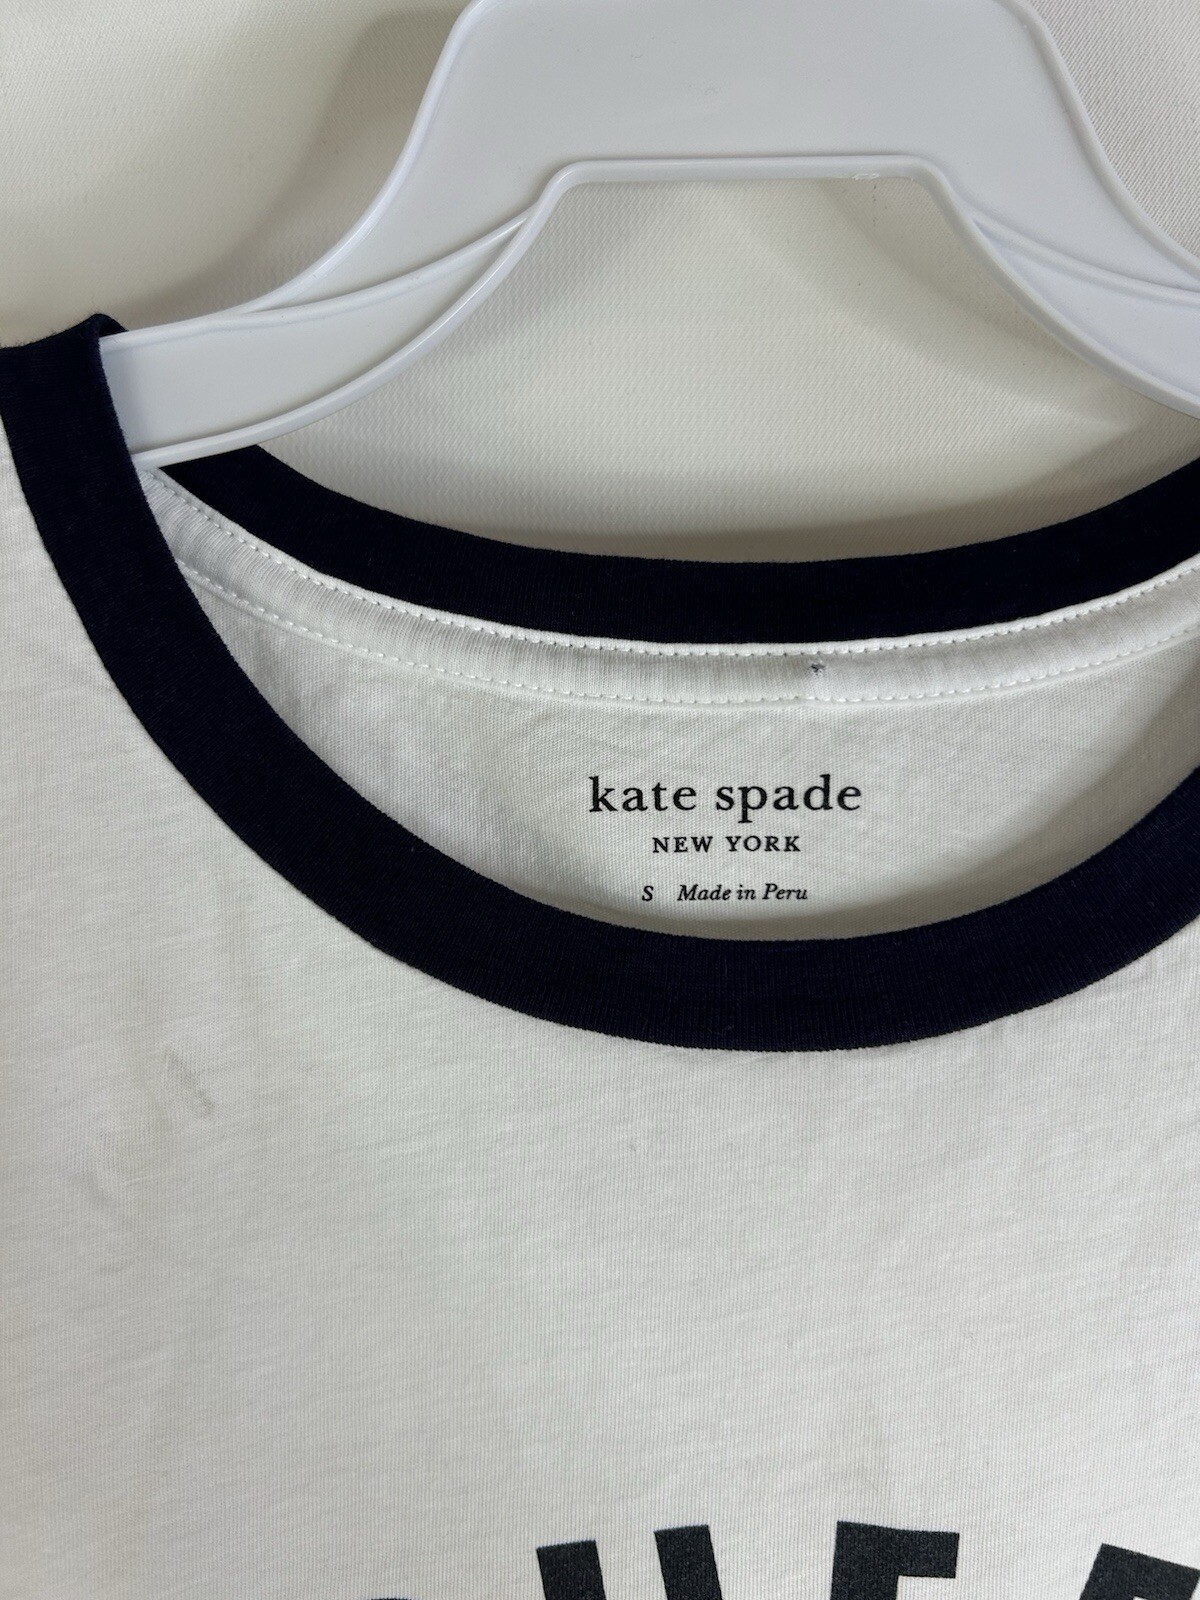 kate spade
NEW YORK
S Made in Peru